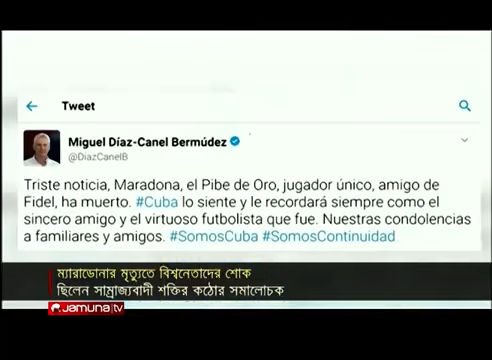 Tweet
Miguel Díaz-Canel Bermúdez
@DiazCanelB
Triste noticia, Maradona, el Pibe de Oro, jugador único, amigo de
Fidel, ha muerto. #Cuba lo siente y le recordará siempre como el
sincero amigo y el virtuoso futbolista que fue. Nuestras condolencias
a familiares y amigos. #SomosCuba #SomosContinuidad
ম্যারাডোনার মৃত্যুতে বিশ্বনেতাদের শোক
ছিলেন সাম্রাজ্যবাদী শক্তির কঠোর সমালোচক
Jamuna tv